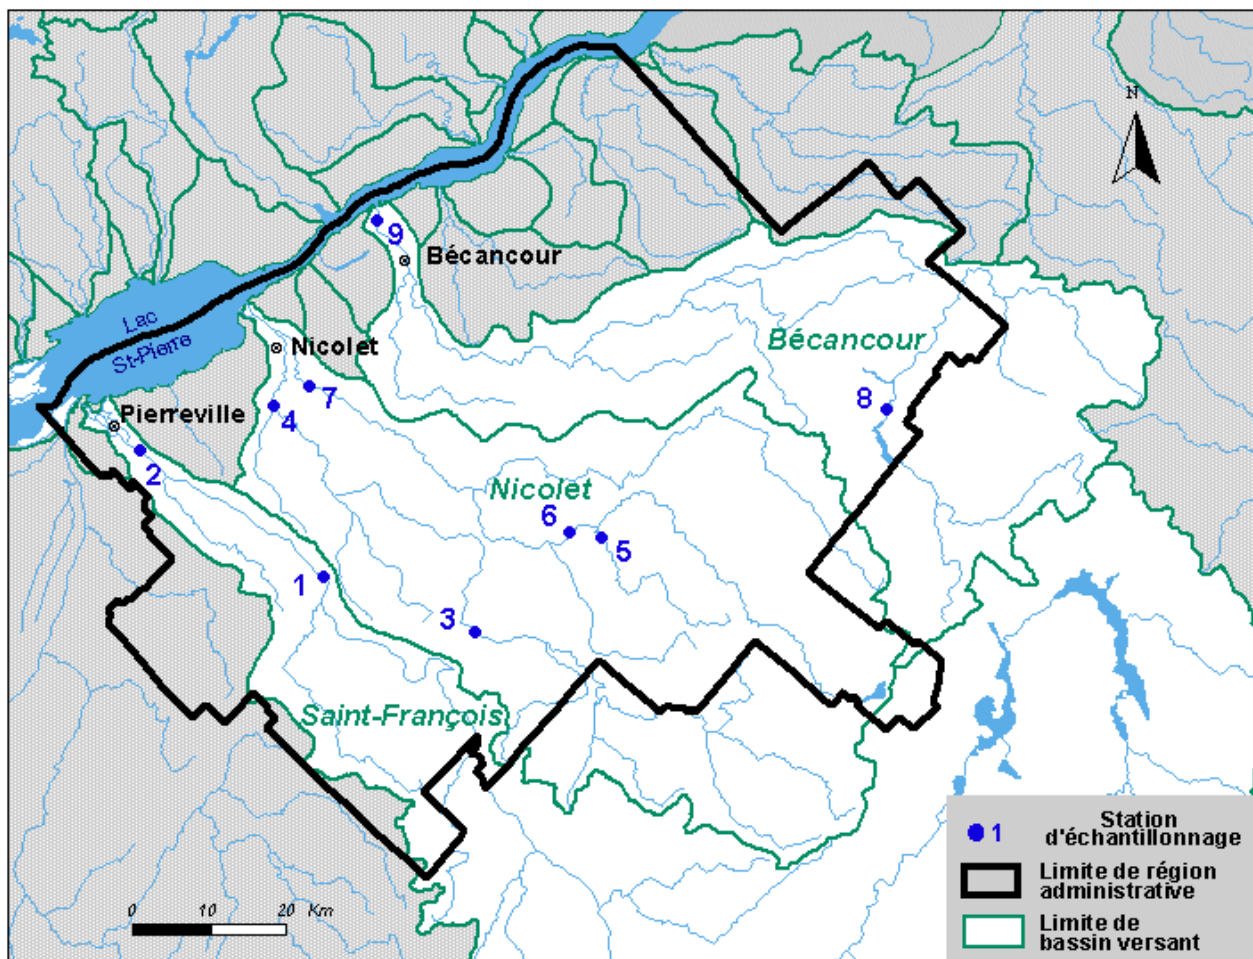 N
9
Bécancour
Lac
St-Pierre
Nicolet
Bécancour
7
8
4
Pierreville
2
Nicolet
6
5
1
3
Saint-François
Station
1 d'échantillonnage
Limite de région
administrative
Limite de
bassin versant
0 10 20 Km